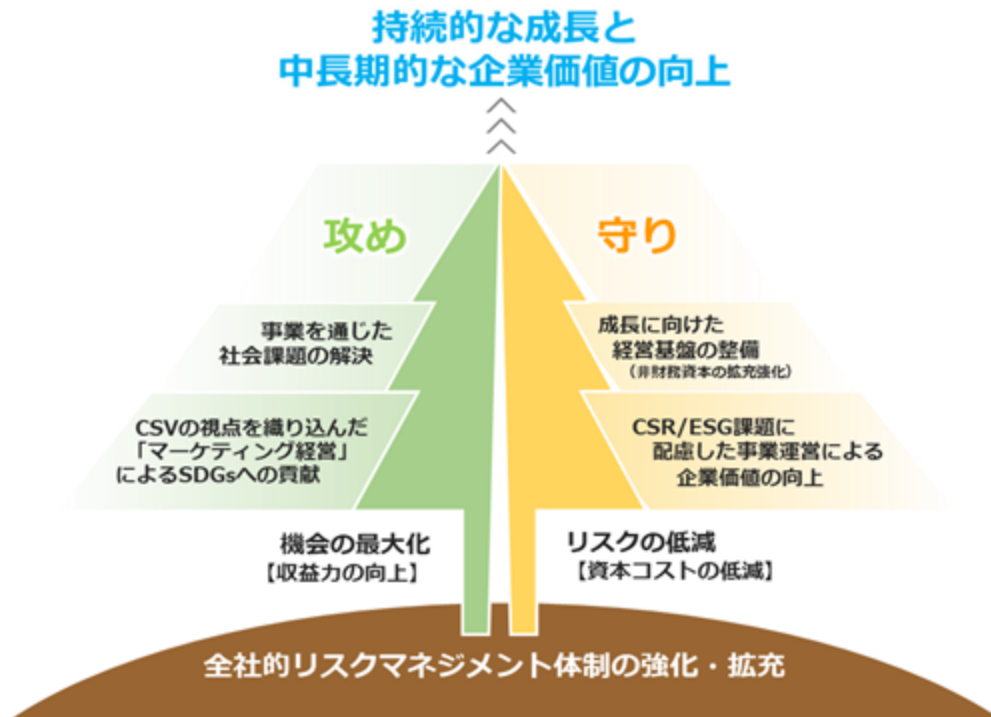 持続的な成長と
中長期的な企業価値の向上
攻め
守り
事業を通じた
社会課題の解決
成長に向けた
経営基盤の整備
（非財務資本の拡充強化）
CSVの視点を織り込んだ
「マーケティング経営」
によるSDGsへの貢献
CSR/ESG課題に
配慮した事業運営による
企業価値の向上
機会の最大化
【収益力の向上】
リスクの低減
【資本コストの低減】
全社的リスクマネジメント体制の強化・拡充